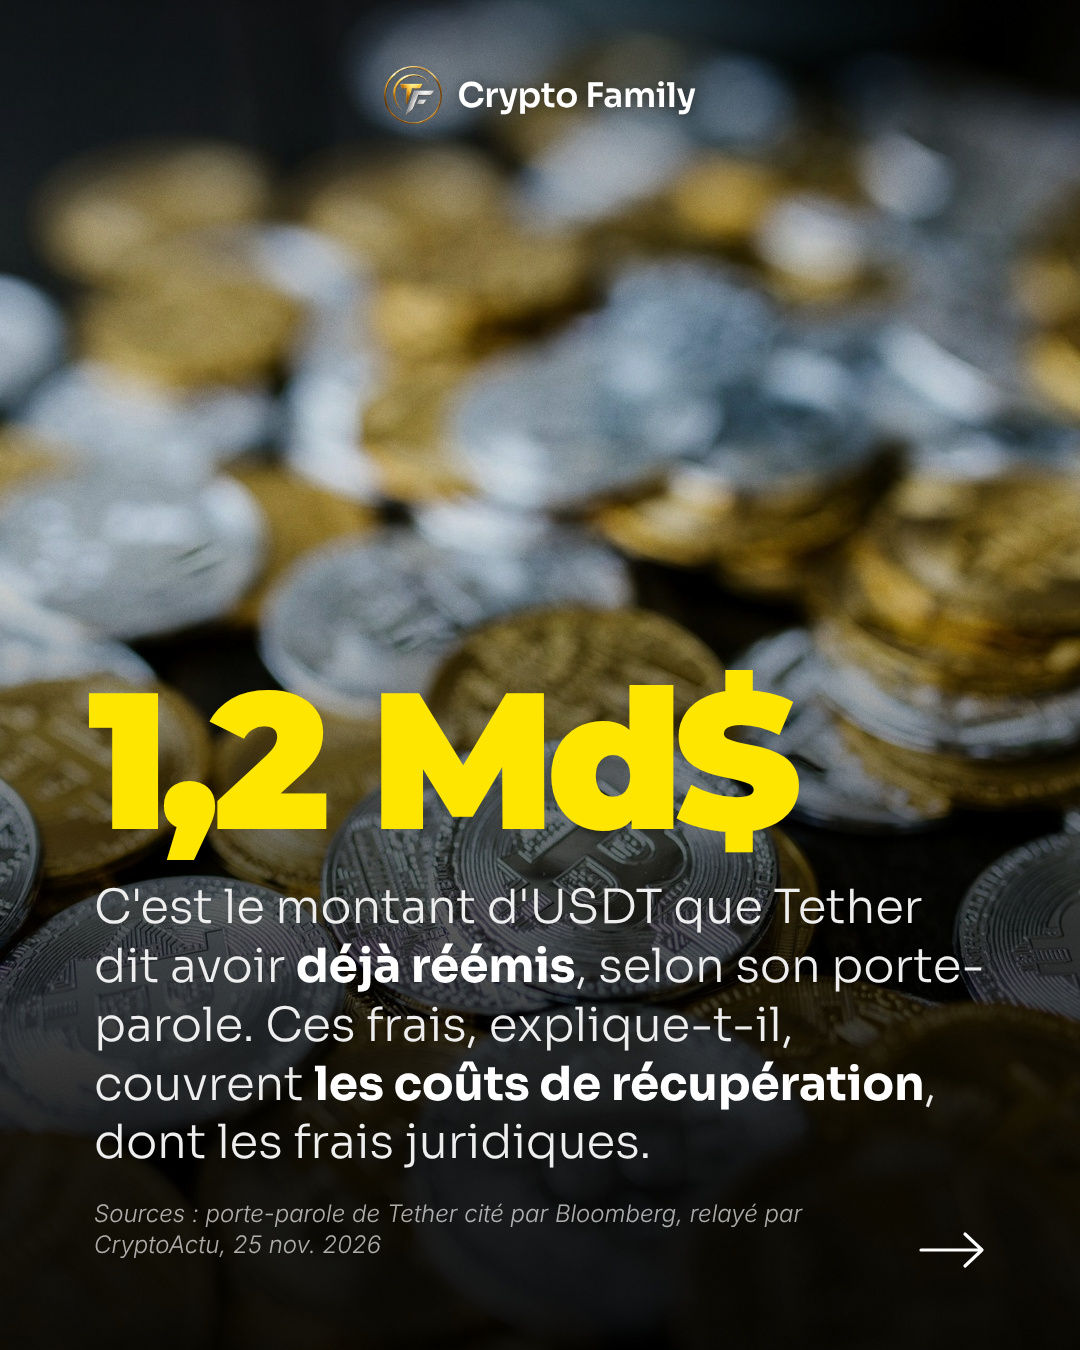 Crypto Family
1,2 Md$
C'est le montant d'USDT que Tether
dit avoir déjà réémis, selon son porte-
parole. Ces frais, explique-t-il,
couvrent les coûts de récupération,
dont les frais juridiques.
Sources : porte-parole de Tether cité par Bloomberg, relayé par
CryptoActu, 25 nov. 2026